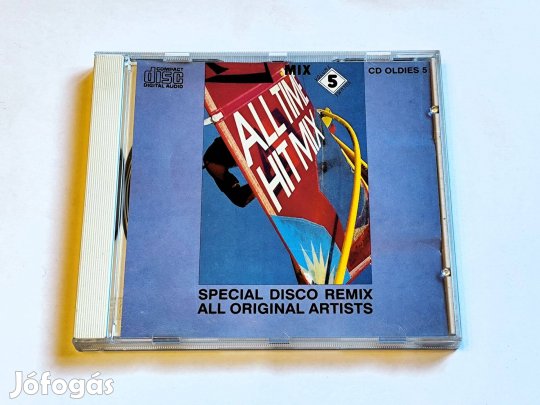 COMPACT
disc
DIGITAL AUDIO
MIX
5
CD OLDIES 5
ALL TIME
HIT MIX
SPECIAL DISCO REMIX
ALL ORIGINAL ARTISTS
Jófogás